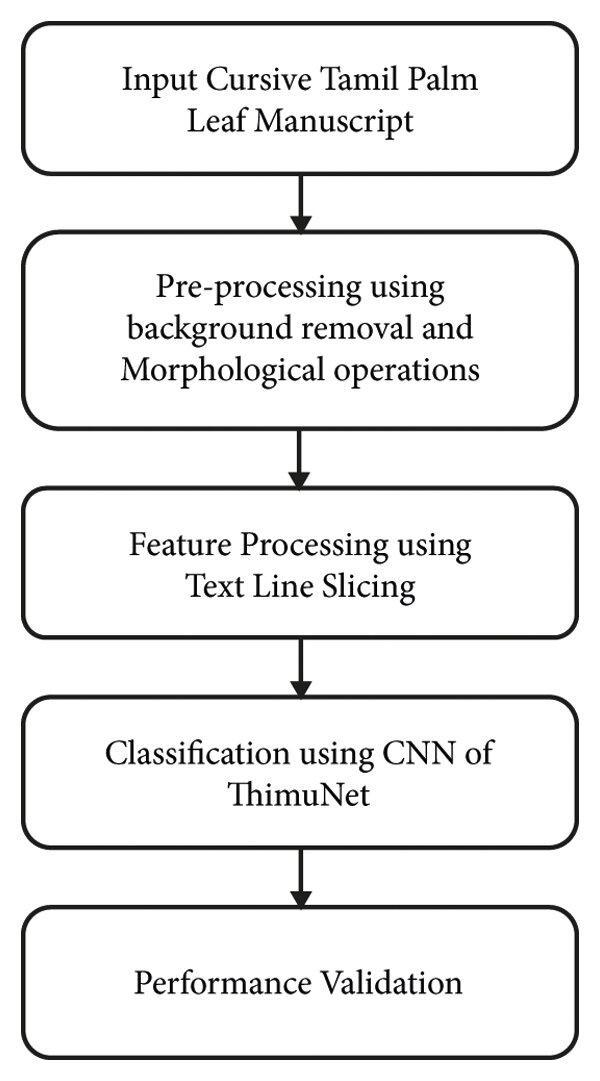 Input Cursive Tamil Palm
Leaf Manuscript
Pre-processing using
background removal and
Morphological operations
Feature Processing using
Text Line Slicing
Classification using CNN of
ThimuNet
Performance Validation